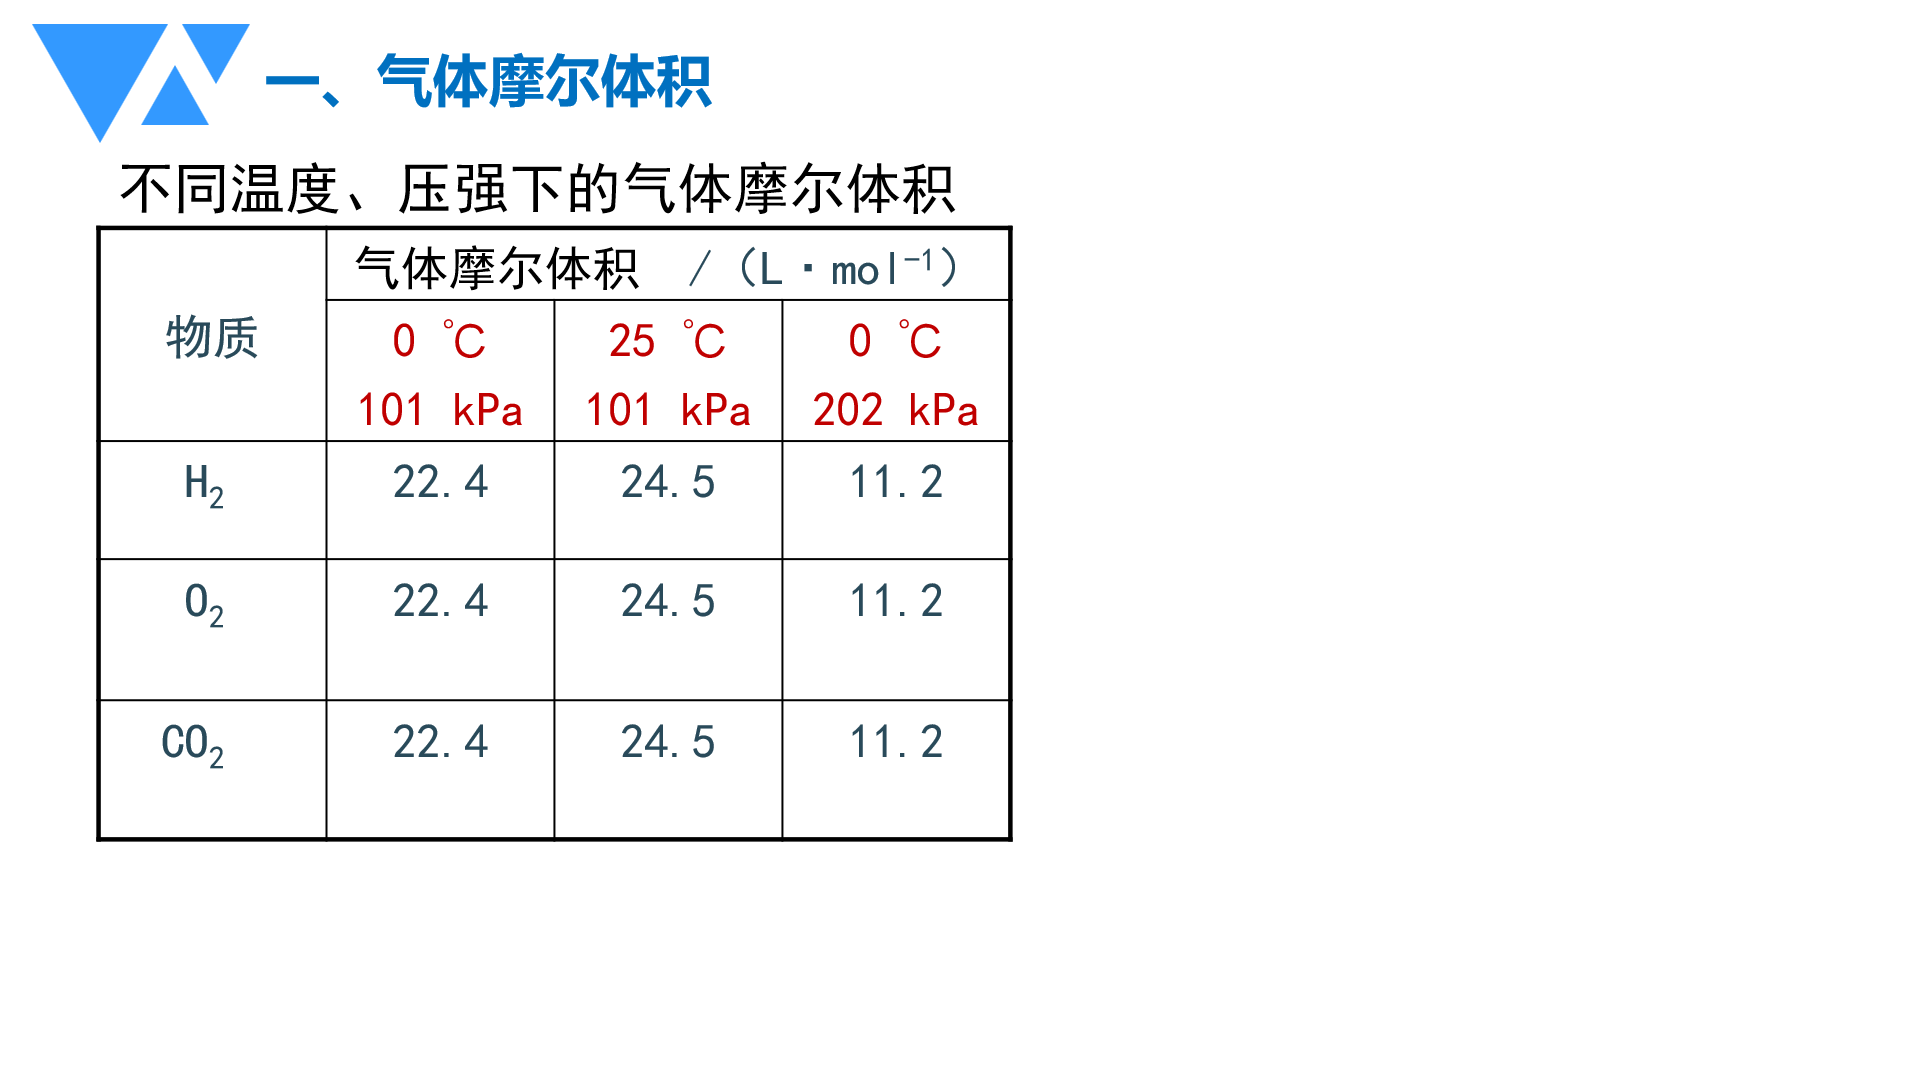 一、气体摩尔体积
不同温度、压强下的气体摩尔体积
物质
气体摩尔体积 /（L·mol⁻¹）
0 ℃ 25 ℃ 0 ℃
101 kPa 101 kPa 202 kPa
H₂ 22.4 24.5 11.2
O₂ 22.4 24.5 11.2
CO₂ 22.4 24.5 11.2